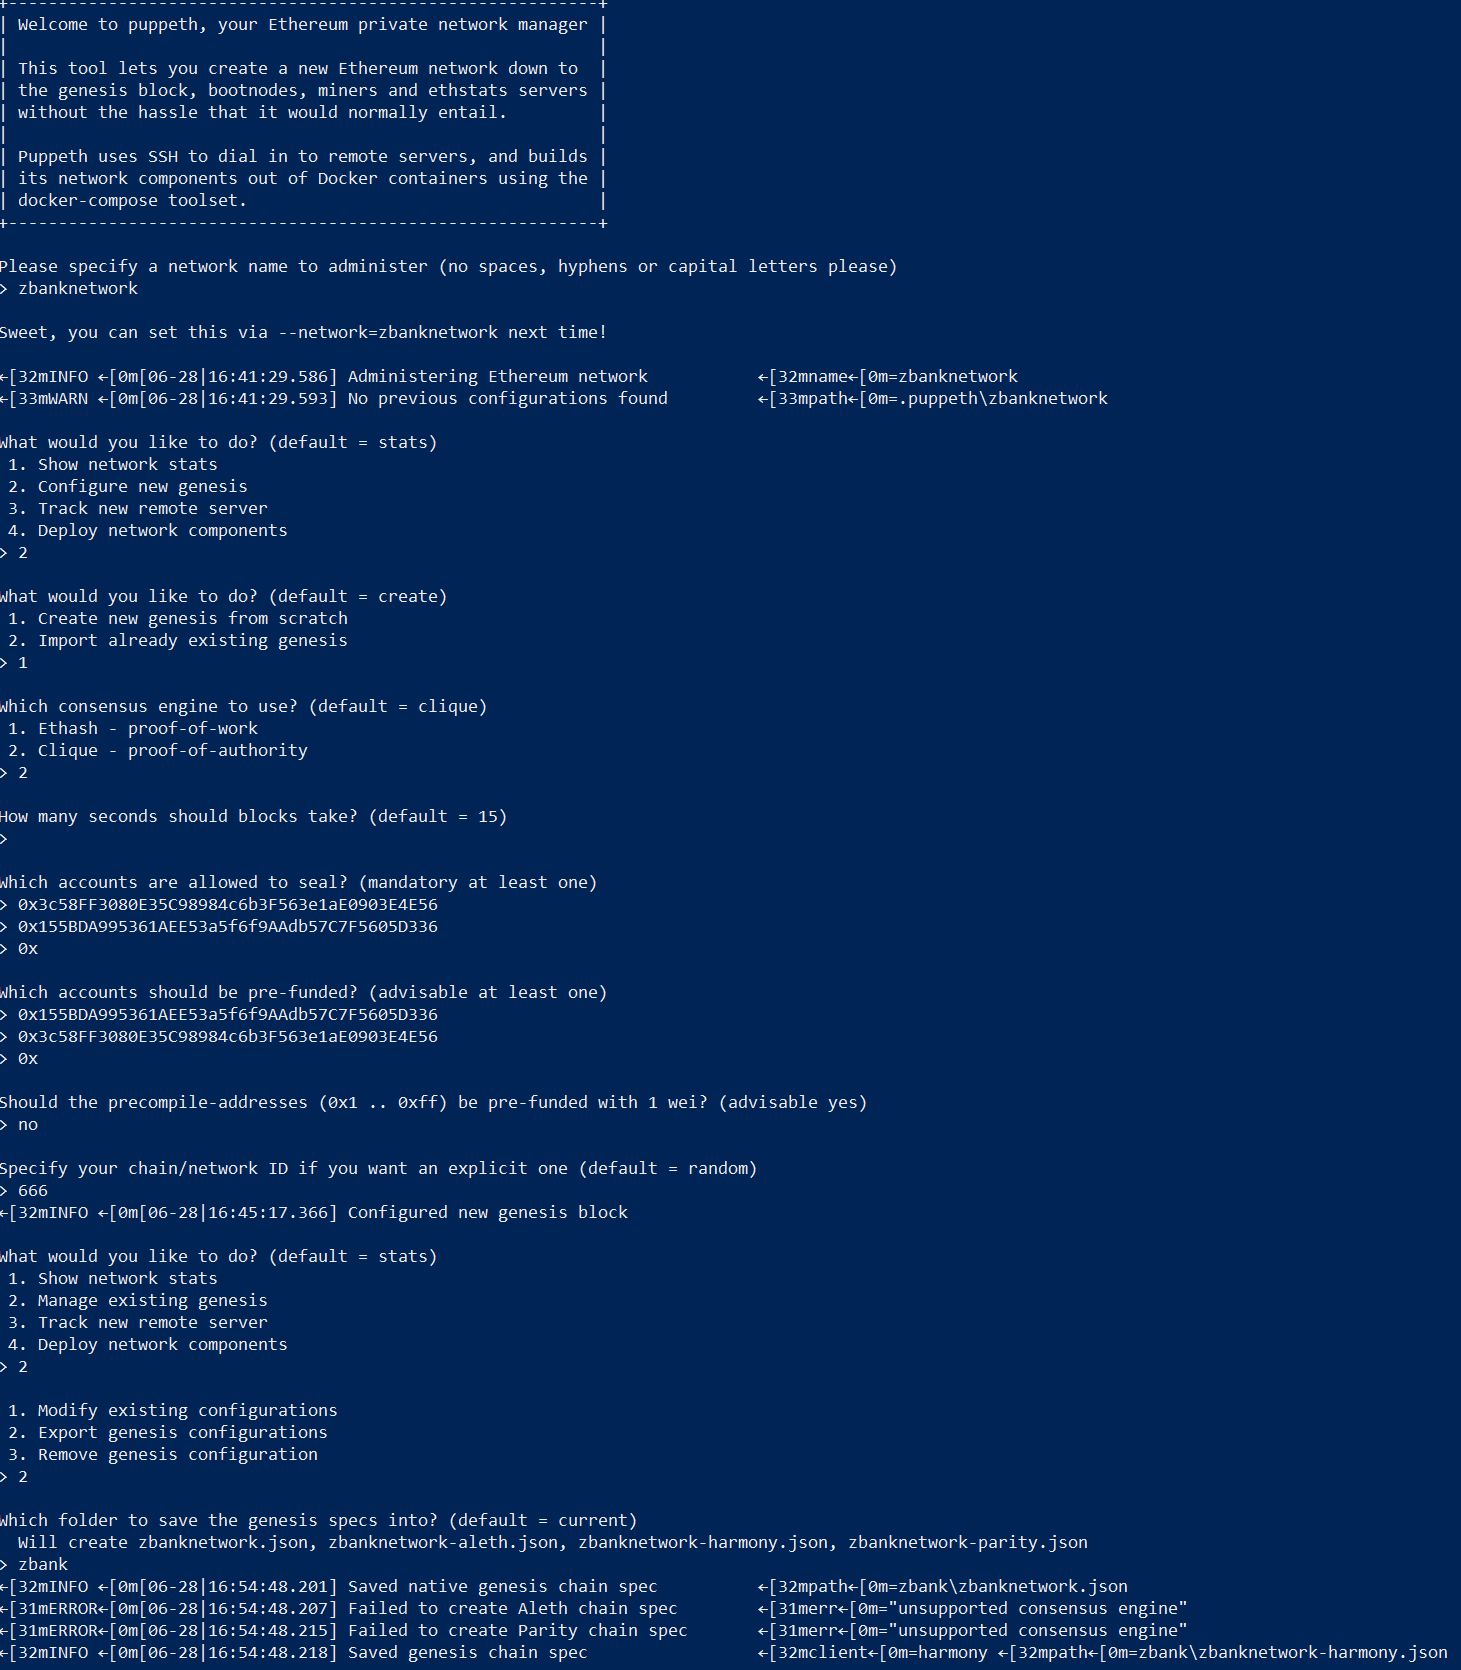 +-----------------------------------------------------------+
| Welcome to puppeth, your Ethereum private network manager |
|                                                           |
| This tool lets you create a new Ethereum network down to  |
| the genesis block, bootnodes, miners and ethstats servers |
| without the hassle that it would normally entail.         |
|                                                           |
| Puppeth uses SSH to dial in to remote servers, and builds |
| its network components out of Docker containers using the |
| docker-compose toolset.                                   |
+-----------------------------------------------------------+
Please specify a network name to administer (no spaces, hyphens or capital letters please)
> zbanknetwork
Sweet, you can set this via --network=zbanknetwork next time!
←[32mINFO ←[0m[06-28|16:41:29.586] Administering Ethereum network           ←[32mname←[0m=zbanknetwork
←[33mWARN ←[0m[06-28|16:41:29.593] No previous configurations found         ←[33mpath←[0m=.puppeth\zbanknetwork
What would you like to do? (default = stats)
1. Show network stats
2. Configure new genesis
3. Track new remote server
4. Deploy network components
> 2
What would you like to do? (default = create)
1. Create new genesis from scratch
2. Import already existing genesis
> 1
Which consensus engine to use? (default = clique)
1. Ethash - proof-of-work
2. Clique - proof-of-authority
> 2
How many seconds should blocks take? (default = 15)
>
Which accounts are allowed to seal? (mandatory at least one)
> 0x3c58FF3080E35C98984c6b3F563e1aE0903E4E56
> 0x155BDA995361AEE53a5f6f9AAdb57C7F5605D336
> 0x
Which accounts should be pre-funded? (advisable at least one)
> 0x155BDA995361AEE53a5f6f9AAdb57C7F5605D336
> 0x3c58FF3080E35C98984c6b3F563e1aE0903E4E56
> 0x
Should the precompile-addresses (0x1 .. 0xff) be pre-funded with 1 wei? (advisable yes)
> no
Specify your chain/network ID if you want an explicit one (default = random)
> 666
←[32mINFO ←[0m[06-28|16:45:17.366] Configured new genesis block
What would you like to do? (default = stats)
1. Show network stats
2. Manage existing genesis
3. Track new remote server
4. Deploy network components
> 2
1. Modify existing configurations
2. Export genesis configurations
3. Remove genesis configuration
> 2
Which folder to save the genesis specs into? (default = current)
Will create zbanknetwork.json, zbanknetwork-aleth.json, zbanknetwork-harmony.json, zbanknetwork-parity.json
> zbank
←[32mINFO ←[0m[06-28|16:54:48.201] Saved native genesis chain spec          ←[32mpath←[0m=zbank\zbanknetwork.json
←[31mERROR←[0m[06-28|16:54:48.207] Failed to create Aleth chain spec        ←[31merr←[0m="unsupported consensus engine"
←[31mERROR←[0m[06-28|16:54:48.215] Failed to create Parity chain spec       ←[31merr←[0m="unsupported consensus engine"
←[32mINFO ←[0m[06-28|16:54:48.218] Saved genesis chain spec                 ←[32mclient←[0m=harmony ←[32mpath←[0m=zbank\zbanknetwork-harmony.json